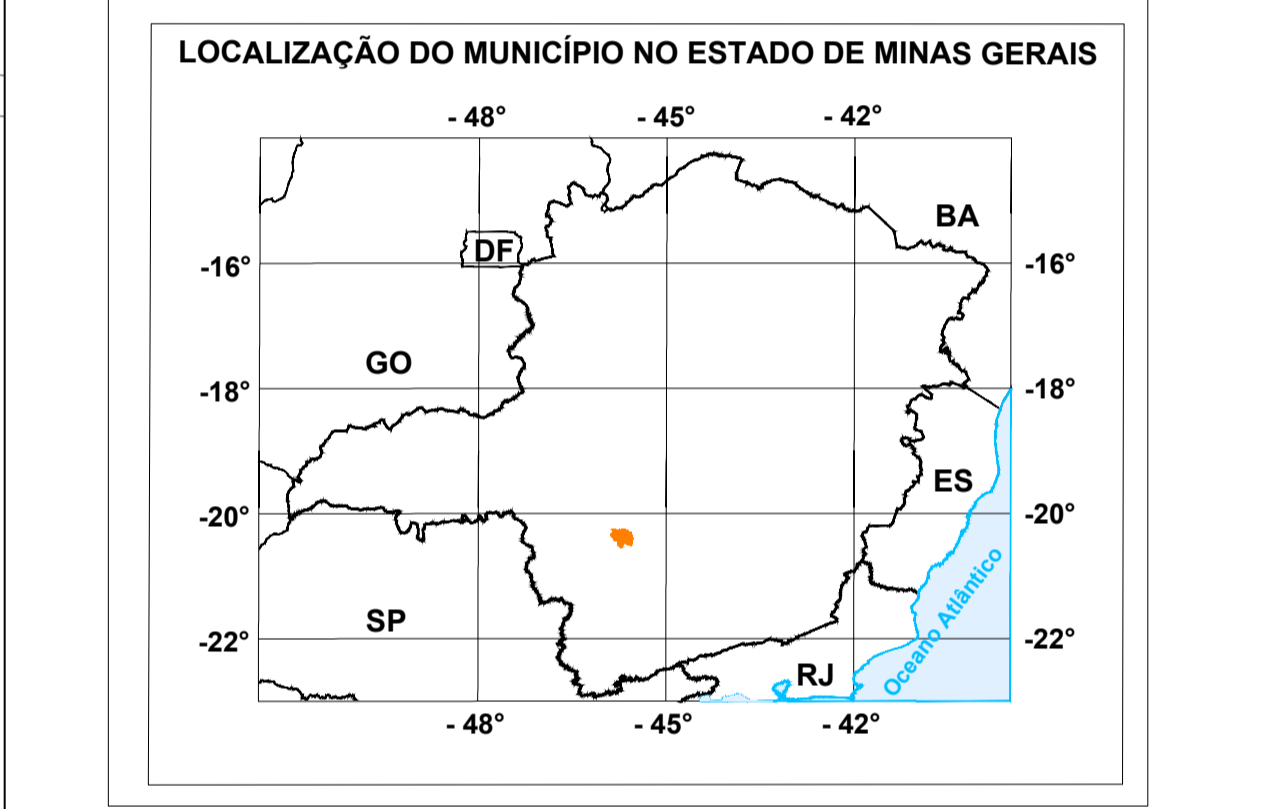 LOCALIZAÇÃO DO MUNICÍPIO NO ESTADO DE MINAS GERAIS
- 48° - 45° - 42°
BA
DF
-16° -16°
GO
-18° -18°
ES
-20° -20°
Oceano Atlântico
SP
-22° -22°
RJ
- 48° - 45° - 42°